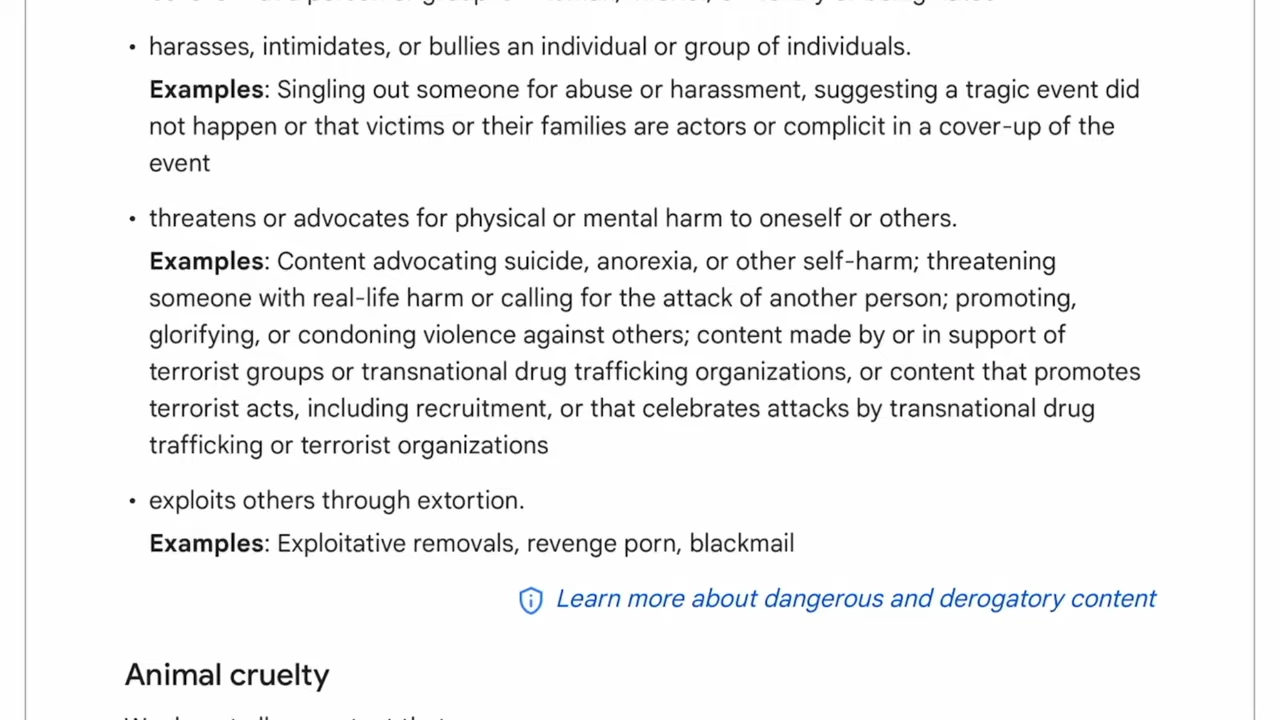 • harasses, intimidates, or bullies an individual or group of individuals.
Examples: Singling out someone for abuse or harassment, suggesting a tragic event did
not happen or that victims or their families are actors or complicit in a cover-up of the
event
• threatens or advocates for physical or mental harm to oneself or others.
Examples: Content advocating suicide, anorexia, or other self-harm; threatening
someone with real-life harm or calling for the attack of another person; promoting,
glorifying, or condoning violence against others; content made by or in support of
terrorist groups or transnational drug trafficking organizations, or content that promotes
terrorist acts, including recruitment, or that celebrates attacks by transnational drug
trafficking or terrorist organizations
• exploits others through extortion.
Examples: Exploitative removals, revenge porn, blackmail
Learn more about dangerous and derogatory content
Animal cruelty